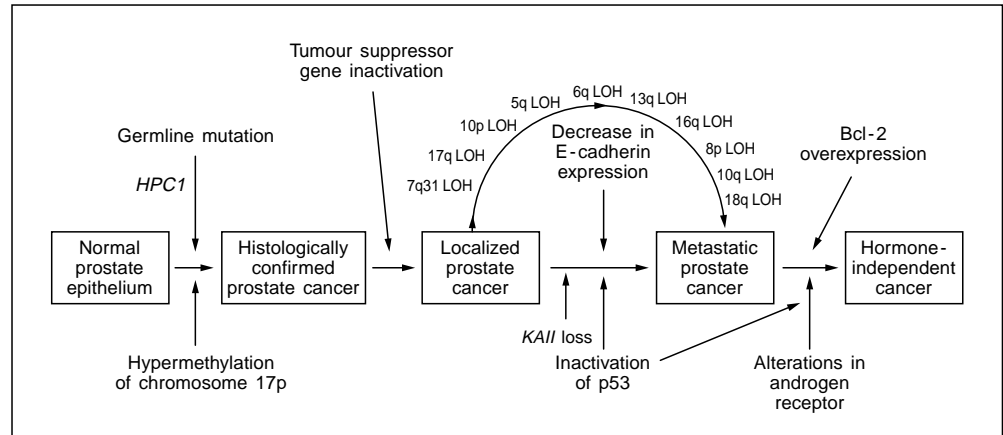 Tumour suppressor
gene inactivation
Germline mutation
HPC1
7q31 LOH
17q LOH
10p LOH
5q LOH
6q LOH
13q LOH
16q LOH
8p LOH
10q LOH
18q LOH
Decrease in
E-cadherin
expression
Bcl-2
overexpression
Normal
prostate
epithelium
Histologically
confirmed
prostate cancer
Localized
prostate
cancer
Metastatic
prostate
cancer
Hormone-
independent
cancer
Hypermethylation
of chromosome 17p
KAII loss
Inactivation
of p53
Alterations in
androgen
receptor